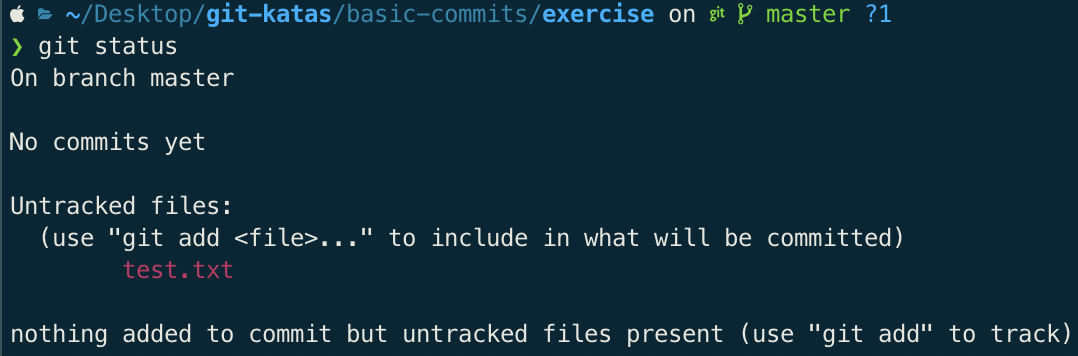 ~/Desktop/git-katas/basic-commits/exercise on git master ?1
❯ git status
On branch master
No commits yet
Untracked files:
(use "git add <file>..." to include in what will be committed)
test.txt
nothing added to commit but untracked files present (use "git add" to track)